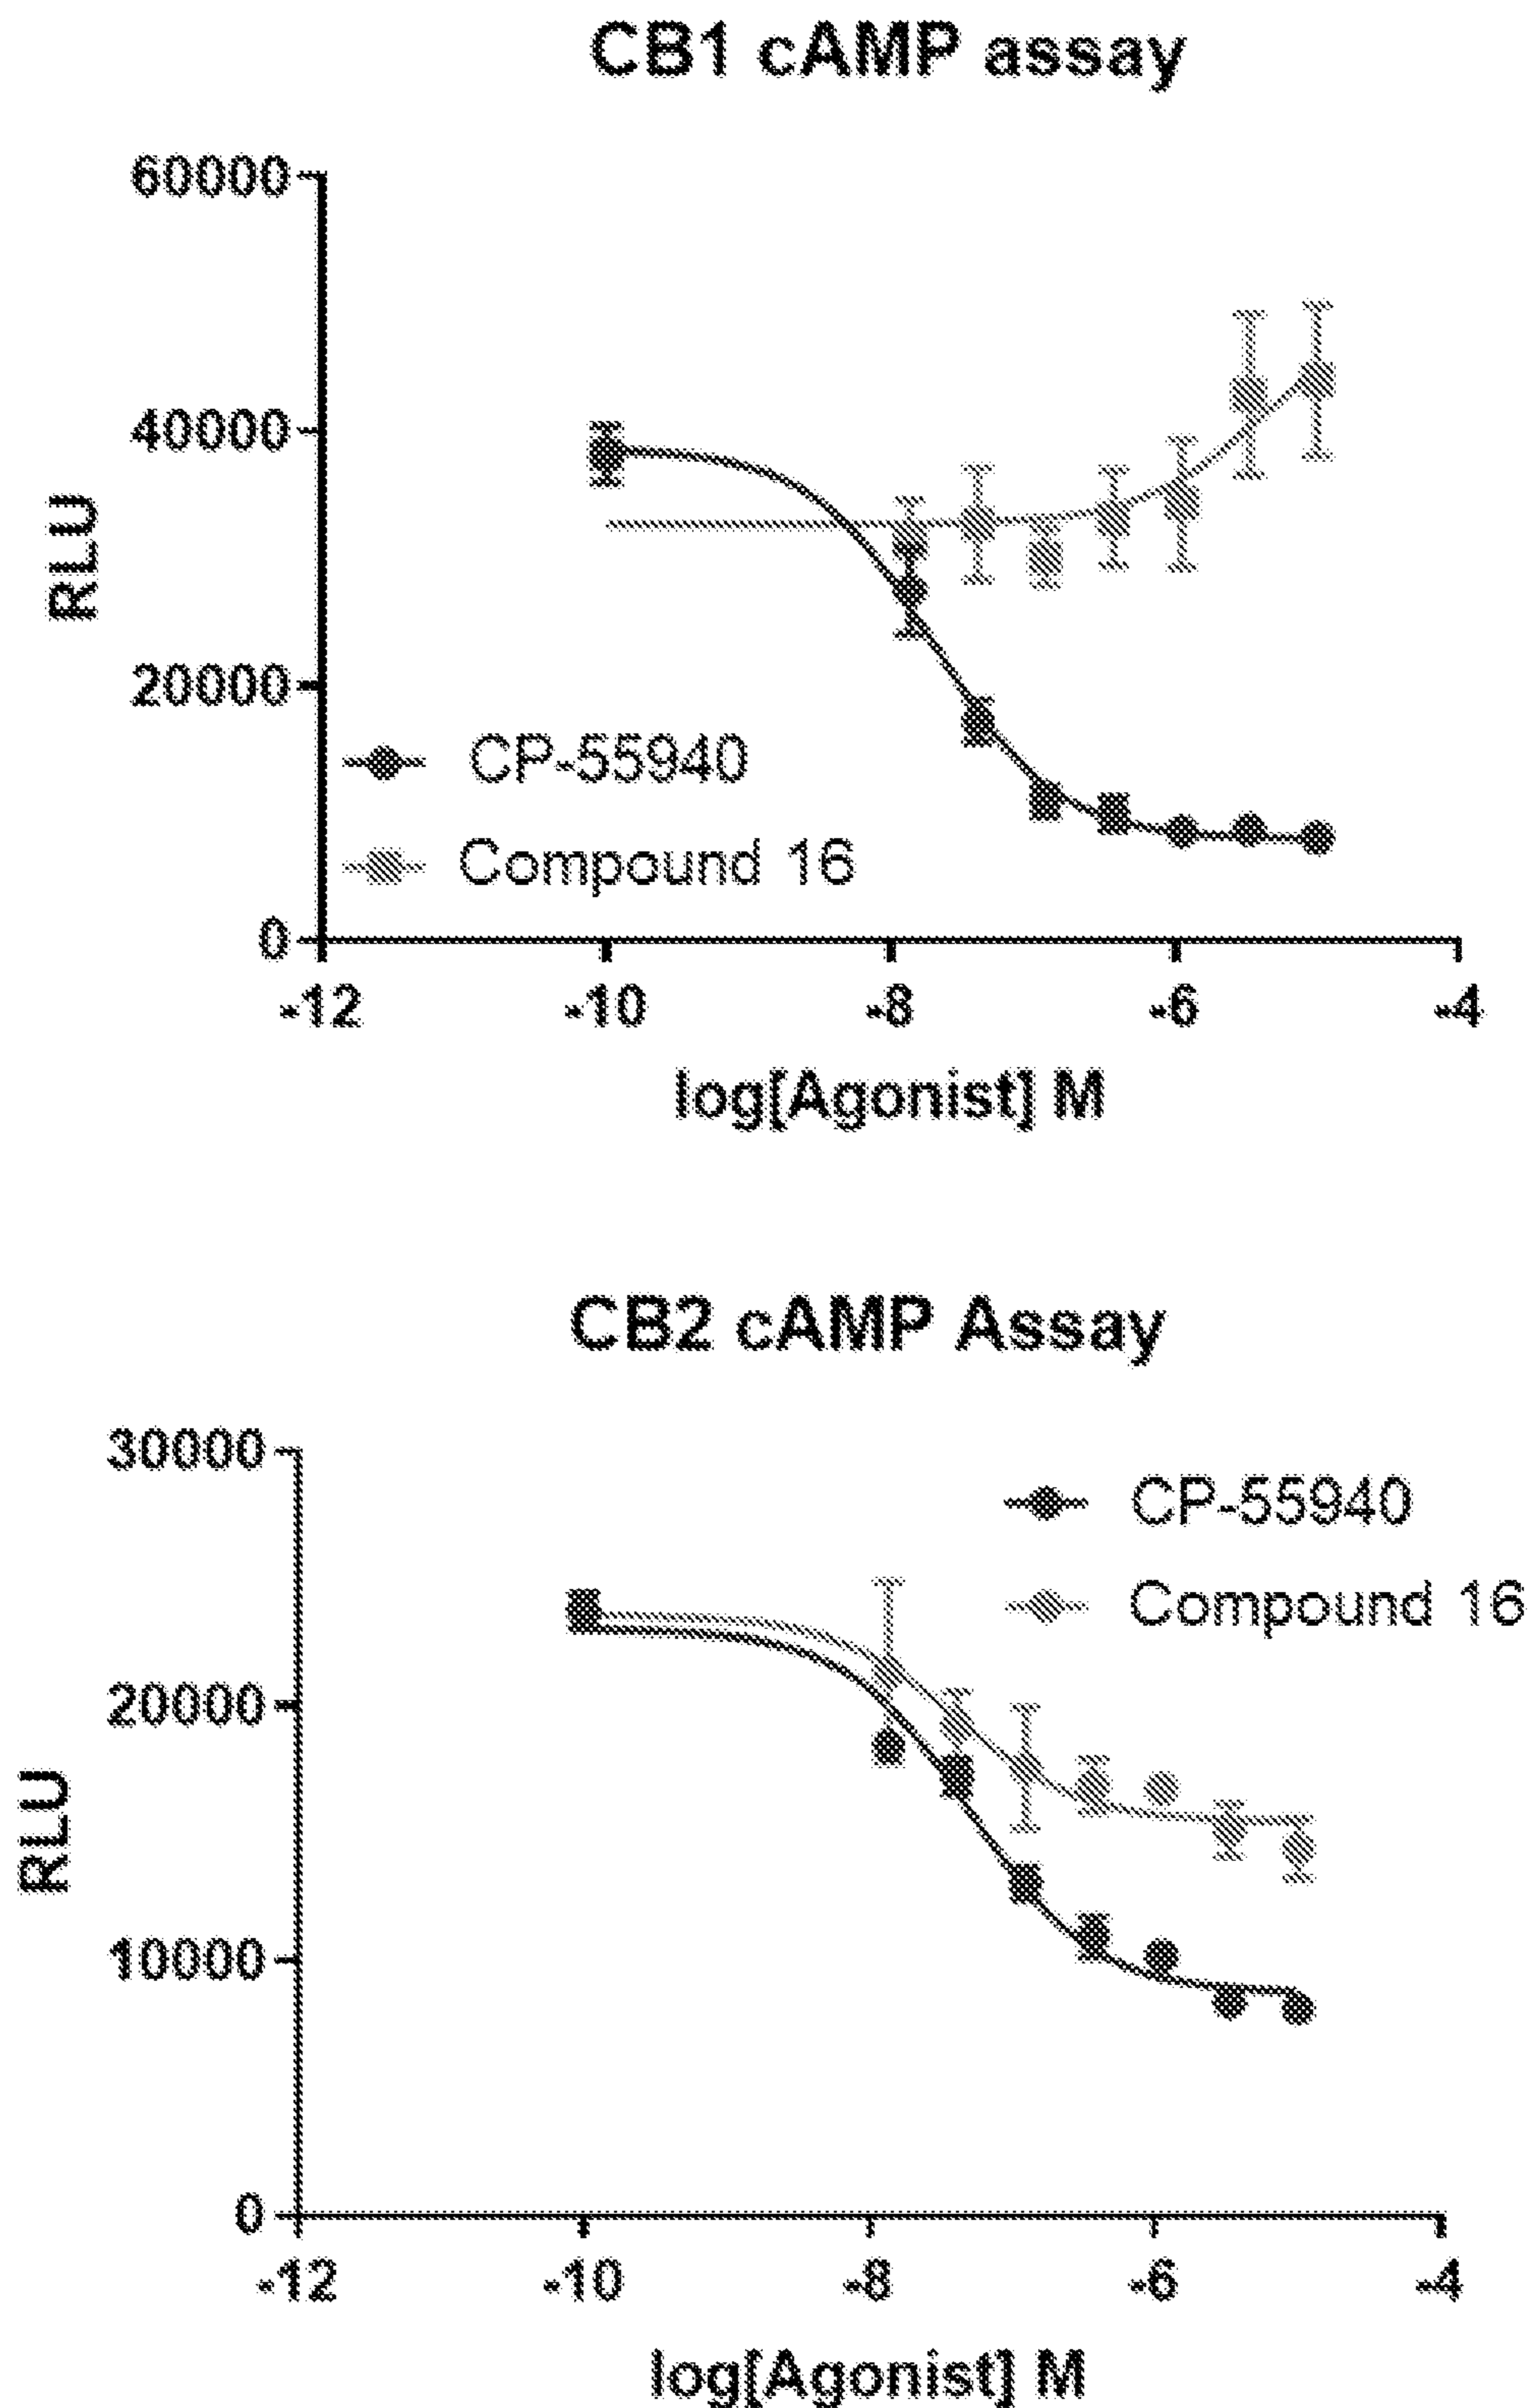 CB1 cAMP assay
60000
40000
20000
0
RLU
CP-55940
Compound 16
-12 -10 -8 -6 -4
log[Agonist] M
CB2 cAMP Assay
30000
20000
10000
0
RLU
CP-55940
Compound 16
-12 -10 -8 -6 -4
log[Agonist] M